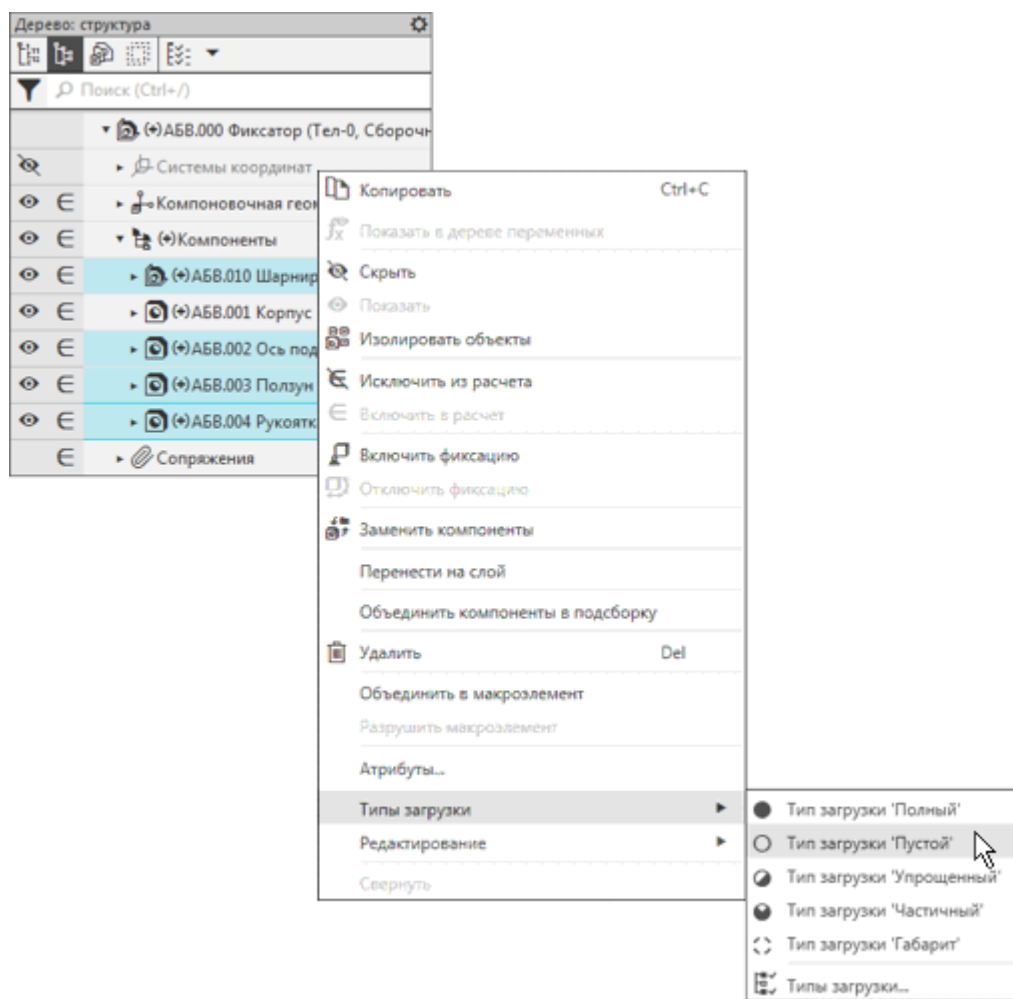 Дерево: структура
Поиск (Ctrl+/)
(+)АБВ.000 Фиксатор (Тел-0, Сборочн
Системы координат
Компоновочная геом
(+)Компоненты
(+)АБВ.010 Шарнир
(+)АБВ.001 Корпус
(+)АБВ.002 Ось под
(+)АБВ.003 Ползун
(+)АБВ.004 Рукоятк
Сопряжения
Копировать Ctrl+C
Показать в дереве переменных
Скрыть
Показать
Изолировать объекты
Исключить из расчета
Включить в расчет
Включить фиксацию
Отключить фиксацию
Заменить компоненты
Перенести на слой
Объединить компоненты в подсборку
Удалить Del
Объединить в макроэлемент
Разрушить макроэлемент
Атрибуты...
Типы загрузки
Редактирование
Свернуть
Тип загрузки 'Полный'
Тип загрузки 'Пустой'
Тип загрузки 'Упрощенный'
Тип загрузки 'Частичный'
Тип загрузки 'Габарит'
Типы загрузки...